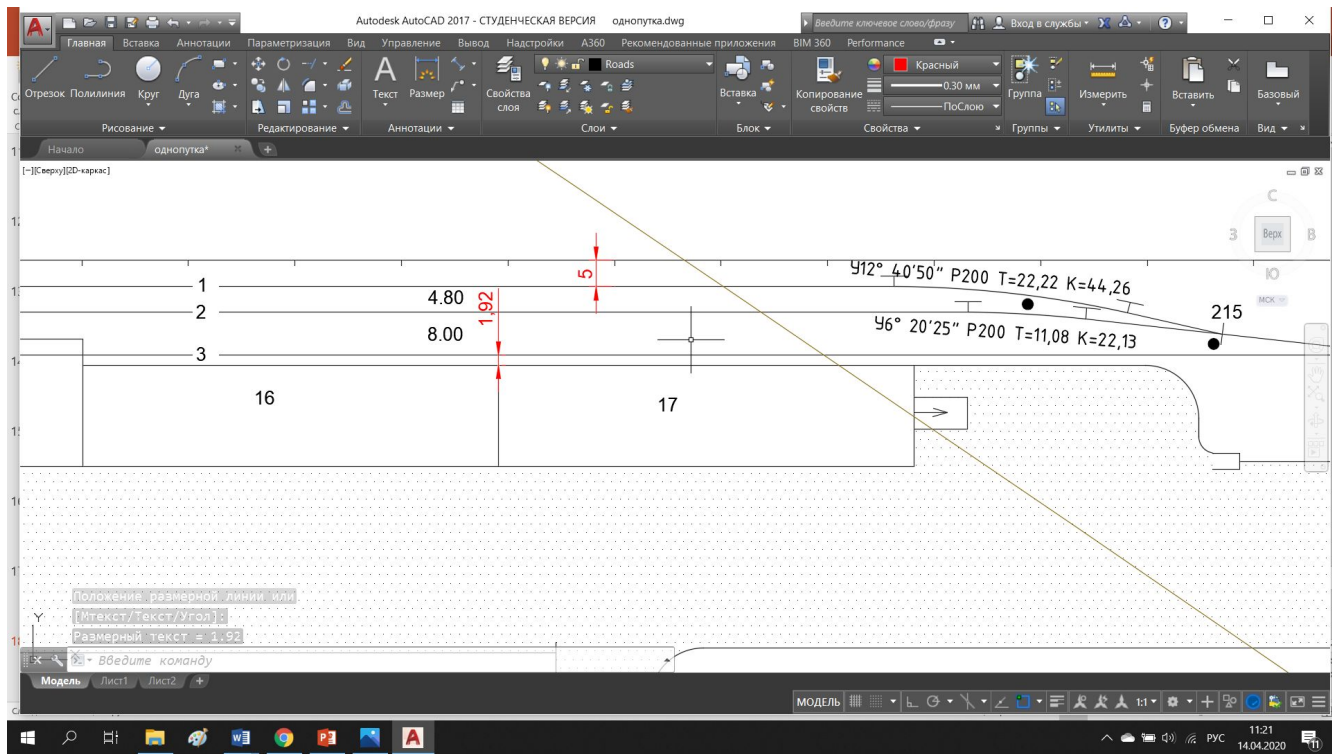 Autodesk AutoCAD 2017 - СТУДЕНЧЕСКАЯ ВЕРСИЯ однопутка.dwg
Введите ключевое слово/фразу
Вход в службы
Главная Вставка Аннотации Параметризация Вид Управление Вывод Надстройки A360 Рекомендованные приложения BIM 360 Performance
Отрезок Полилиния Круг Дуга
Текст Размер
Свойства слоя
Roads
Вставка
Копирование свойств
Красный
0.30 мм
ПоСлою
Группа
Измерить
Вставить
Базовый
Рисование Редактирование Аннотации Слои Блок Свойства Группы Утилиты Буфер обмена Вид
Начало однопутка*
[−][Сверху][2D-каркас]
С
З Верх В
Ю
МСК
5
У12° 40'50" Р200 Т=22,22 К=44,26
1
4.80
1,92
2
215
8.00
У6° 20'25" Р200 Т=11,08 К=22,13
3
16
17
Положение размерной линии или
[Мтекст/Текст/Угол]:
Размерный текст = 1.92
Y
Введите команду
Модель Лист1 Лист2 +
МОДЕЛЬ
1:1
РУС
11:21
14.04.2020
11